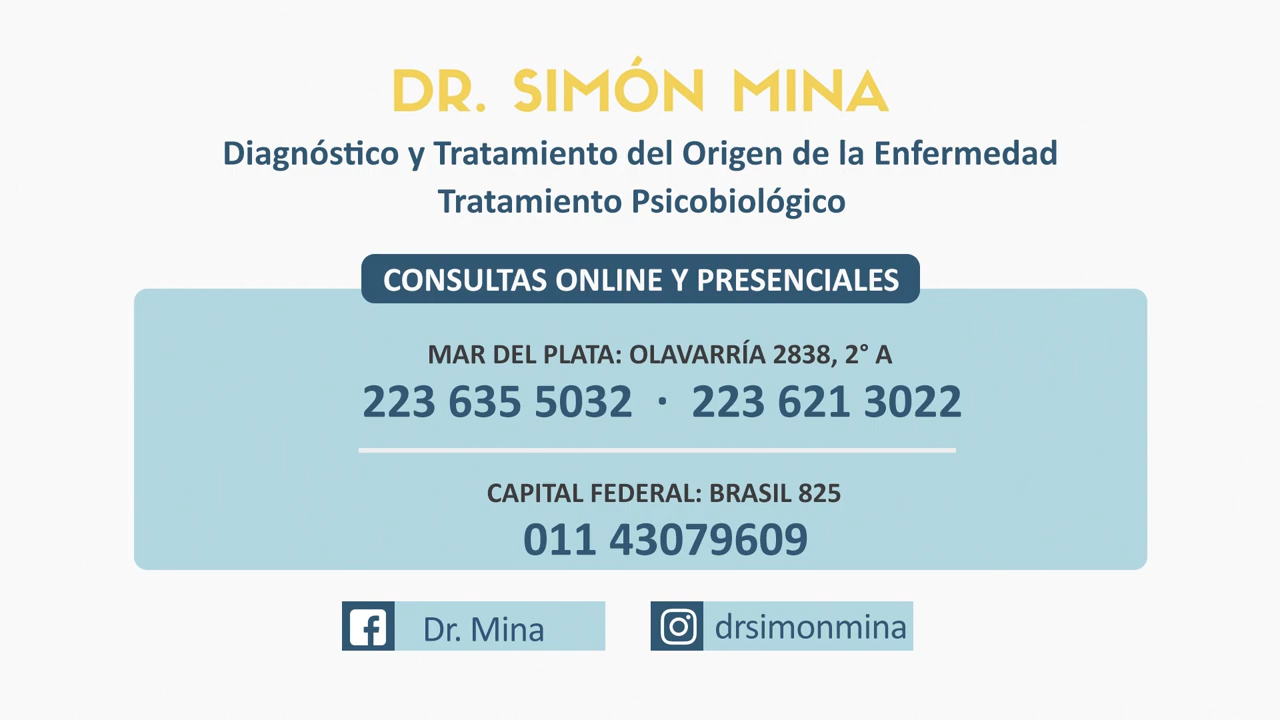 DR. SIMÓN MINA
Diagnóstico y Tratamiento del Origen de la Enfermedad
Tratamiento Psicobiológico
CONSULTAS ONLINE Y PRESENCIALES
MAR DEL PLATA: OLAVARRÍA 2838, 2° A
223 635 5032 · 223 621 3022
CAPITAL FEDERAL: BRASIL 825
011 43079609
Dr. Mina
drsimonmina